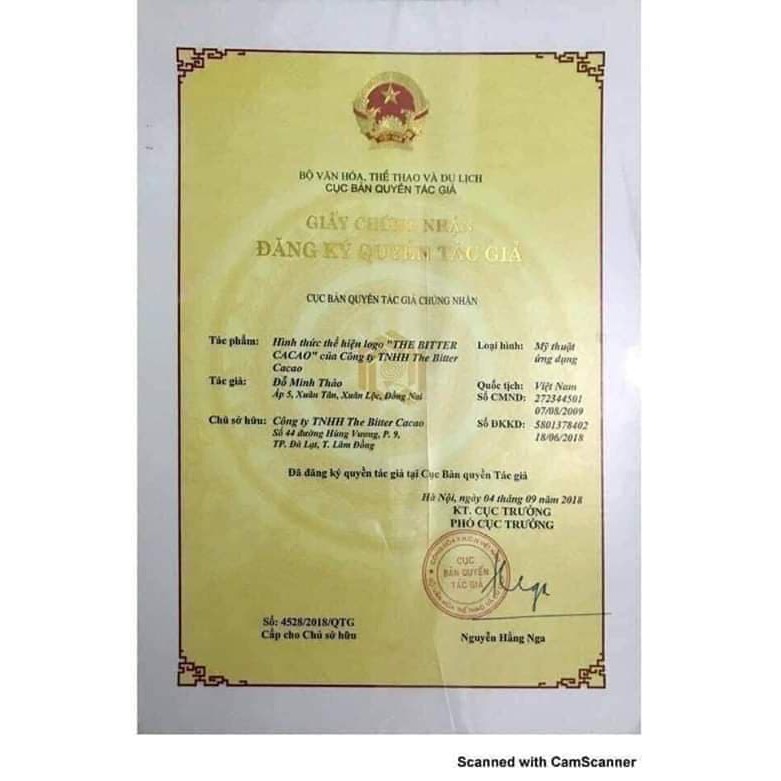 BỘ VĂN HÓA, THỂ THAO VÀ DU LỊCH
CỤC BẢN QUYỀN TÁC GIẢ
GIẤY CHỨNG NHẬN
ĐĂNG KÝ QUYỀN TÁC GIẢ
CỤC BẢN QUYỀN TÁC GIẢ CHỨNG NHẬN
Tác phẩm: Hình thức thể hiện logo "THE BITTER Loại hình: Mỹ thuật
CACAO" của Công ty TNHH The Bitter ứng dụng
Cacao
Tác giả: Đỗ Minh Thảo Quốc tịch: Việt Nam
Ấp 5, Xuân Tân, Xuân Lộc, Đồng Nai Số CMND: 272344501
07/08/2009
Chủ sở hữu: Công ty TNHH The Bitter Cacao Số ĐKKD: 5801378402
Số 44 đường Hùng Vương, P. 9, 18/06/2018
TP. Đà Lạt, T. Lâm Đồng
Đã đăng ký quyền tác giả tại Cục Bản quyền Tác giả
Hà Nội, ngày 04 tháng 09 năm 2018
KT. CỤC TRƯỞNG
PHÓ CỤC TRƯỞNG
CỤC
BẢN QUYỀN
TÁC GIẢ
Số: 4528/2018/QTG
Cấp cho Chủ sở hữu
Nguyễn Hằng Nga
Scanned with CamScanner